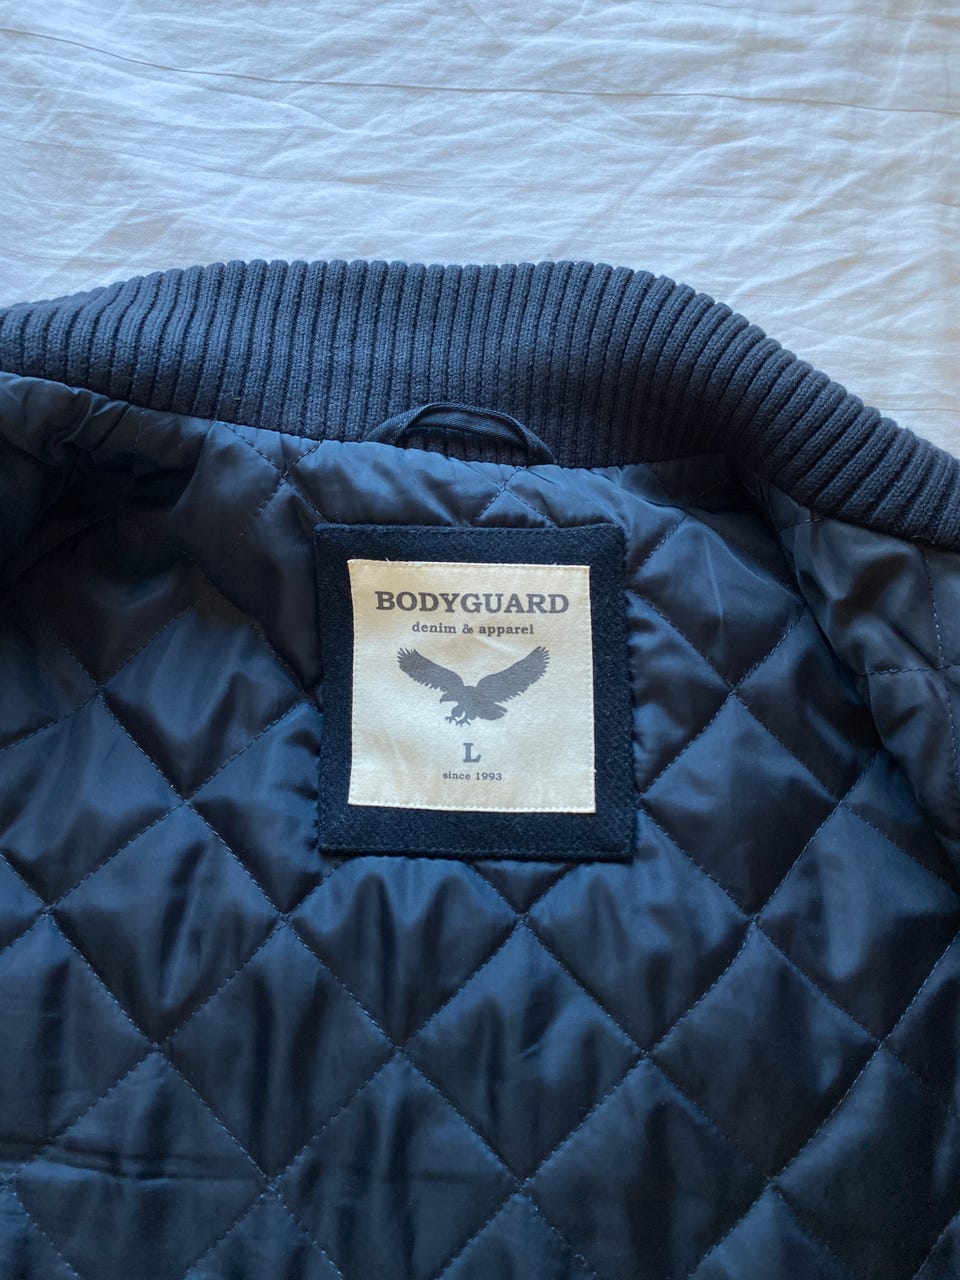 BODYGUARD
denim & apparel
L
since 1993